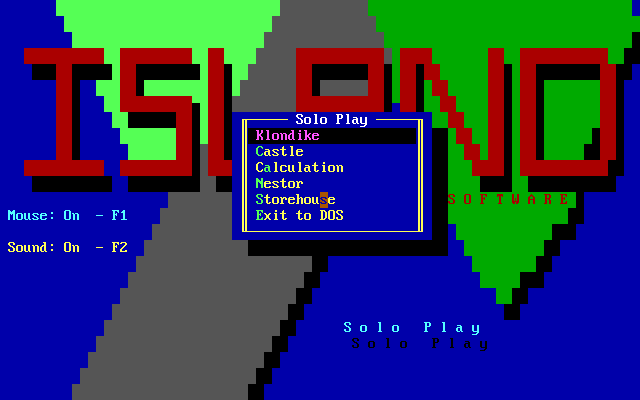 ISLAND
SOFTWARE
Solo Play
Klondike
Castle
Calculation
Nestor
Storehouse
Exit to DOS
Mouse: On - F1
Sound: On - F2
Solo Play
Solo Play